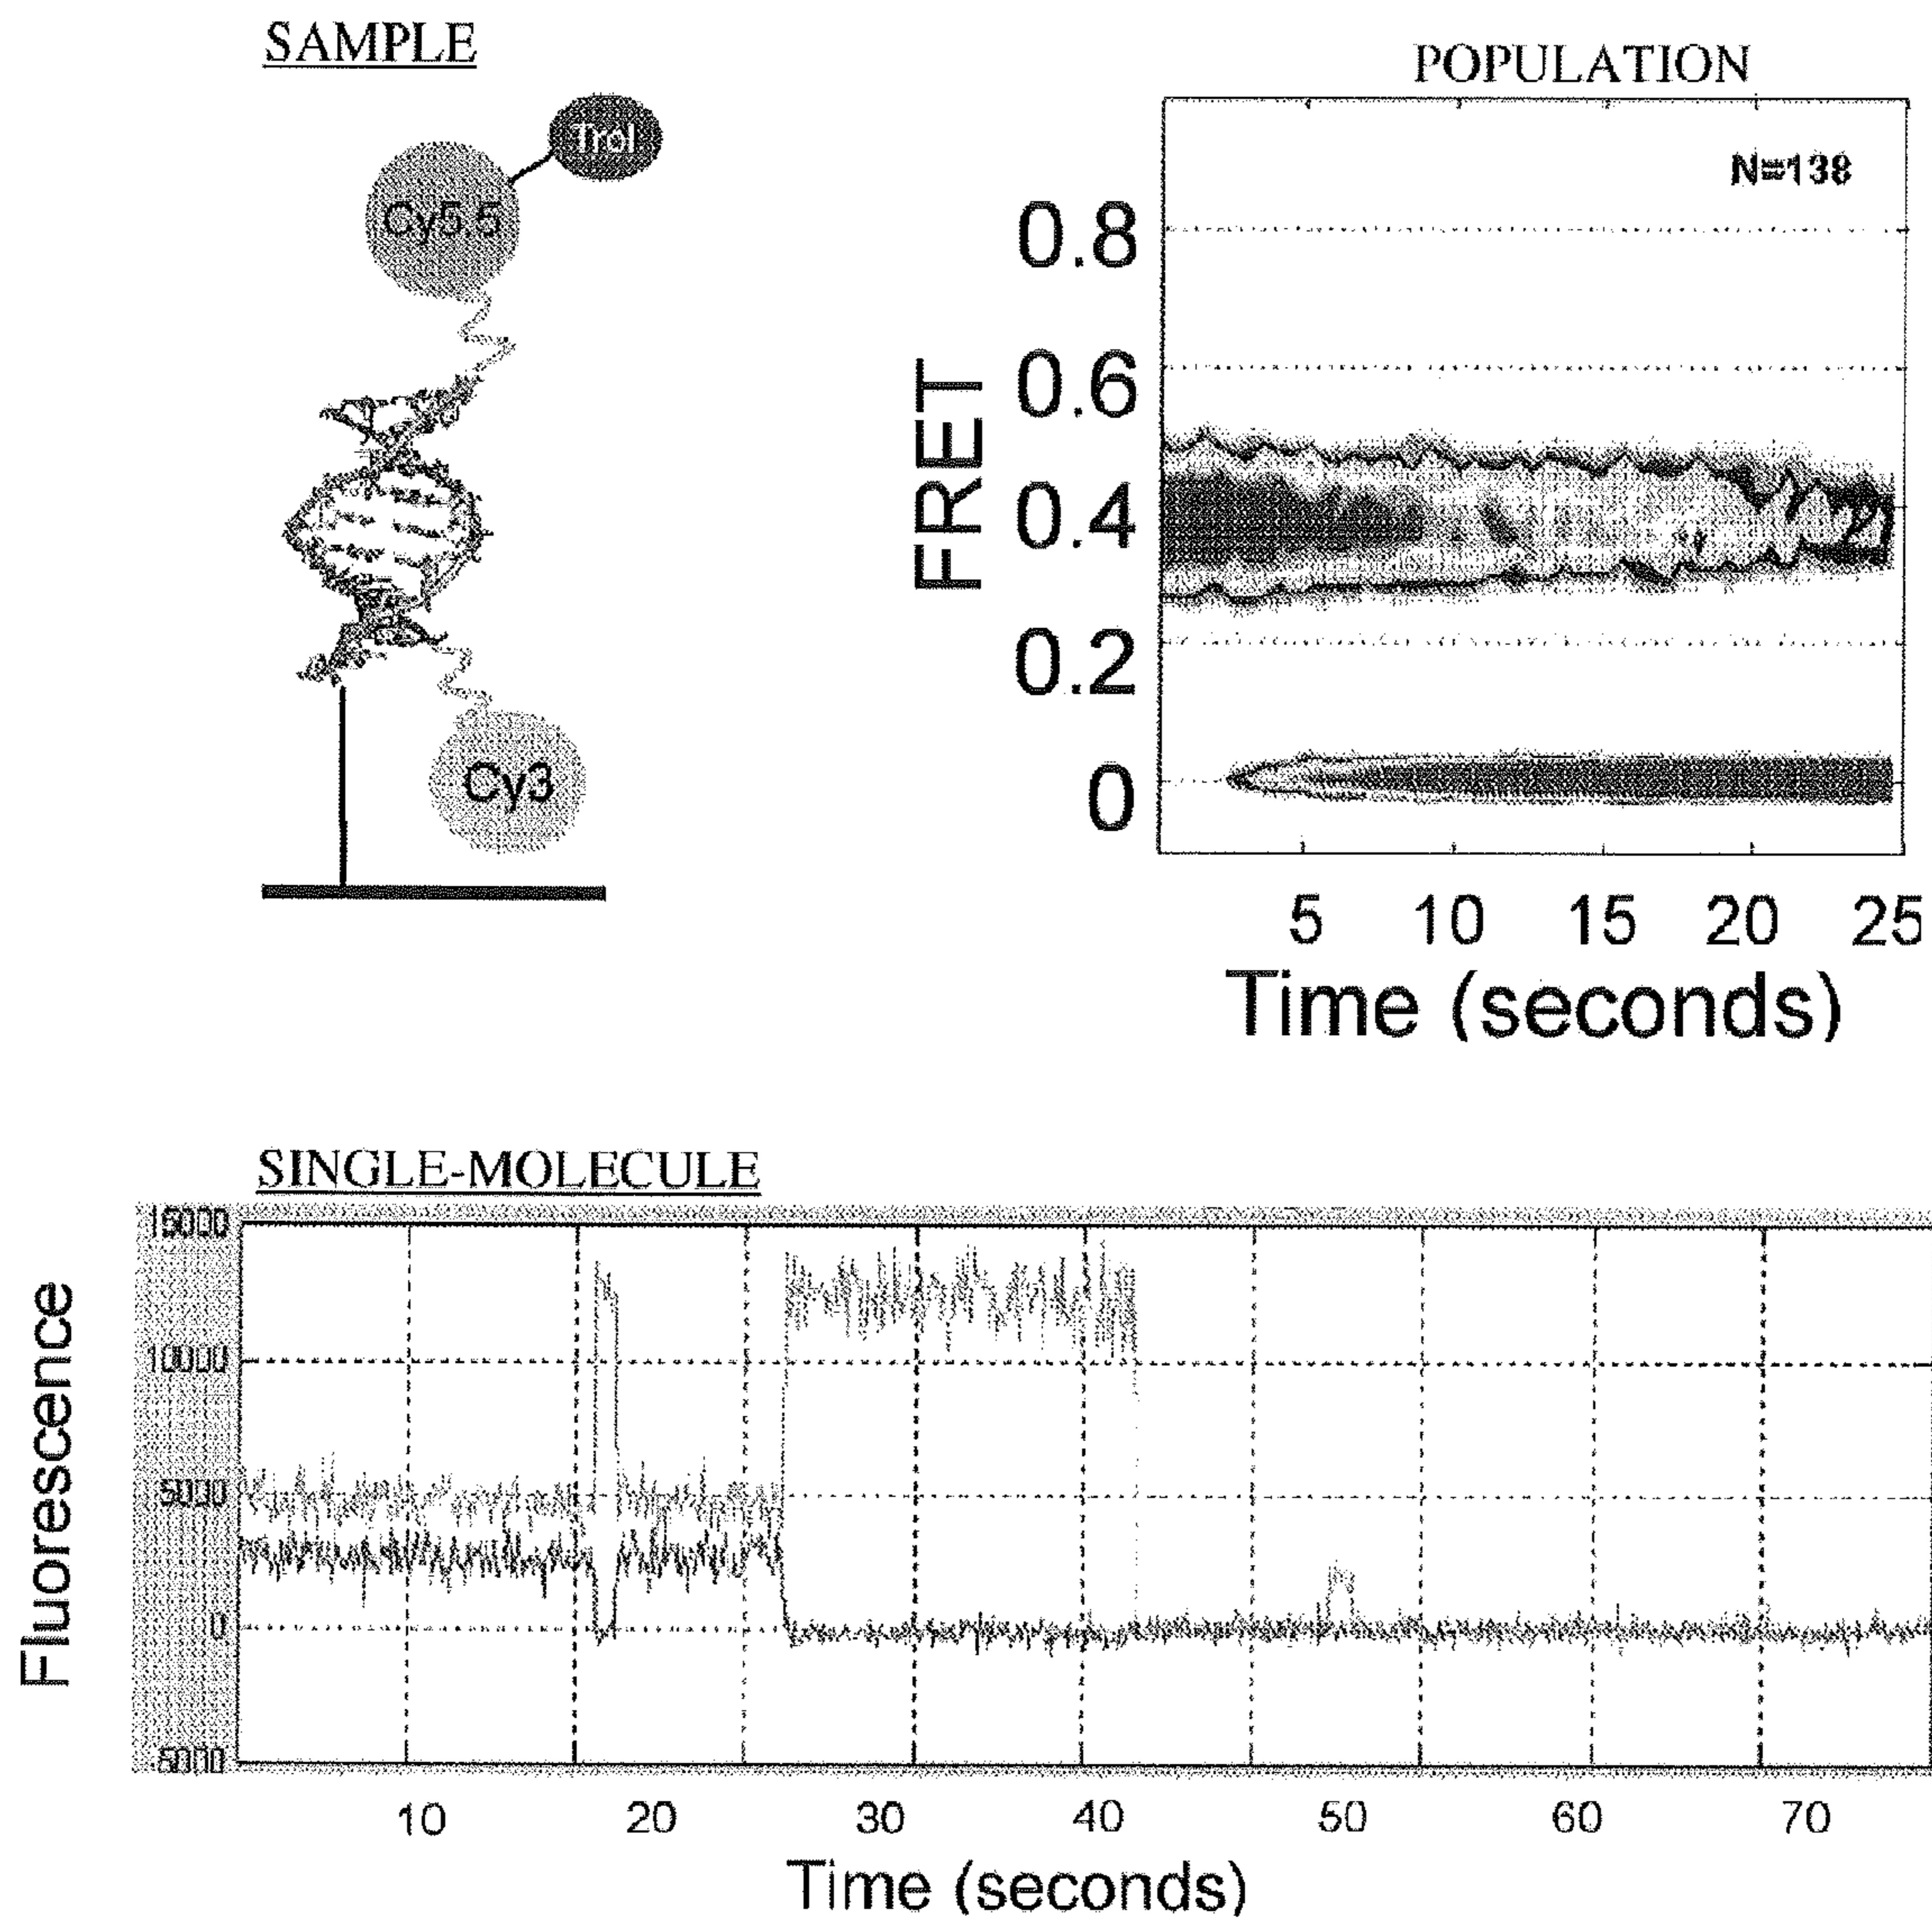 SAMPLE
Trol
Cy5.5
Cy3
POPULATION
N=138
FRET
0.8
0.6
0.4
0.2
0
5 10 15 20 25
Time (seconds)
SINGLE-MOLECULE
Fluorescence
15000
10000
5000
0
-5000
10 20 30 40 50 60 70
Time (seconds)